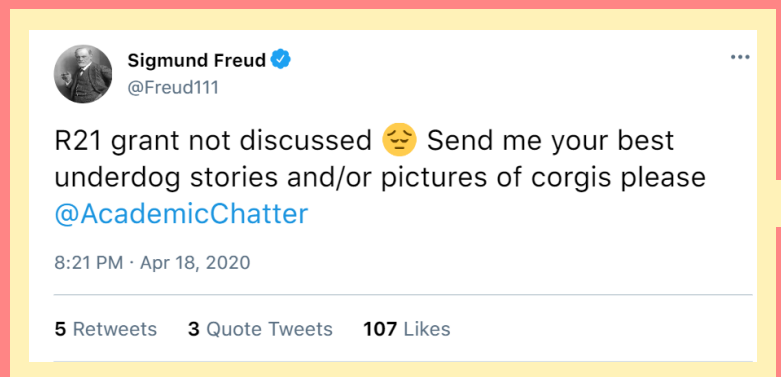 Sigmund Freud
@Freud111
R21 grant not discussed 😔 Send me your best
underdog stories and/or pictures of corgis please
@AcademicChatter
8:21 PM · Apr 18, 2020
5 Retweets 3 Quote Tweets 107 Likes